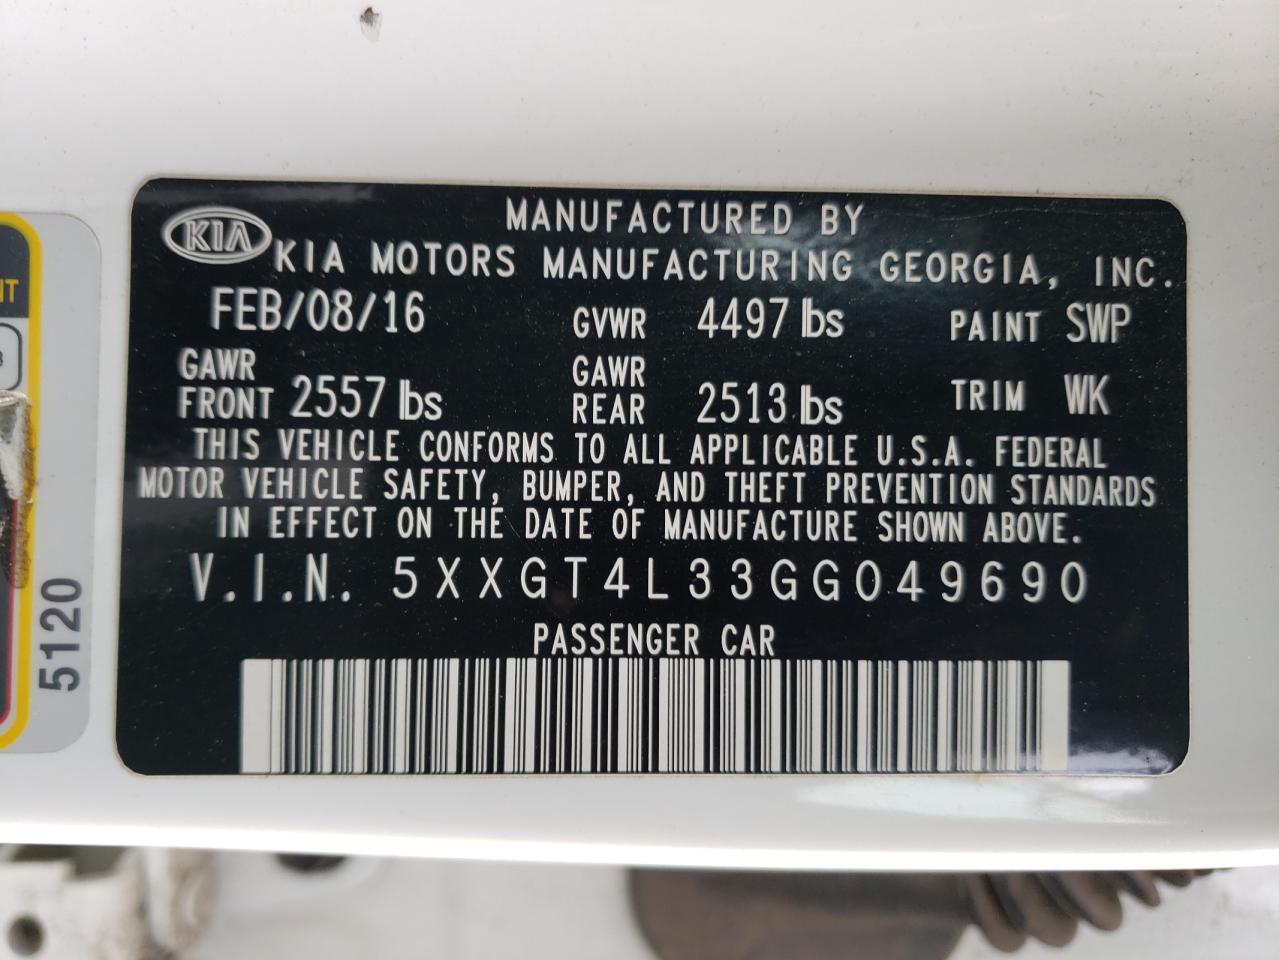 MANUFACTURED BY
KIA
KIA MOTORS MANUFACTURING GEORGIA, INC.
FEB/08/16 GVWR 4497 lbs PAINT SWP
GAWR FRONT 2557 lbs GAWR REAR 2513 lbs TRIM WK
THIS VEHICLE CONFORMS TO ALL APPLICABLE U.S.A. FEDERAL
MOTOR VEHICLE SAFETY, BUMPER, AND THEFT PREVENTION STANDARDS
IN EFFECT ON THE DATE OF MANUFACTURE SHOWN ABOVE.
V.I.N. 5XXGT4L33GG049690
PASSENGER CAR
5120